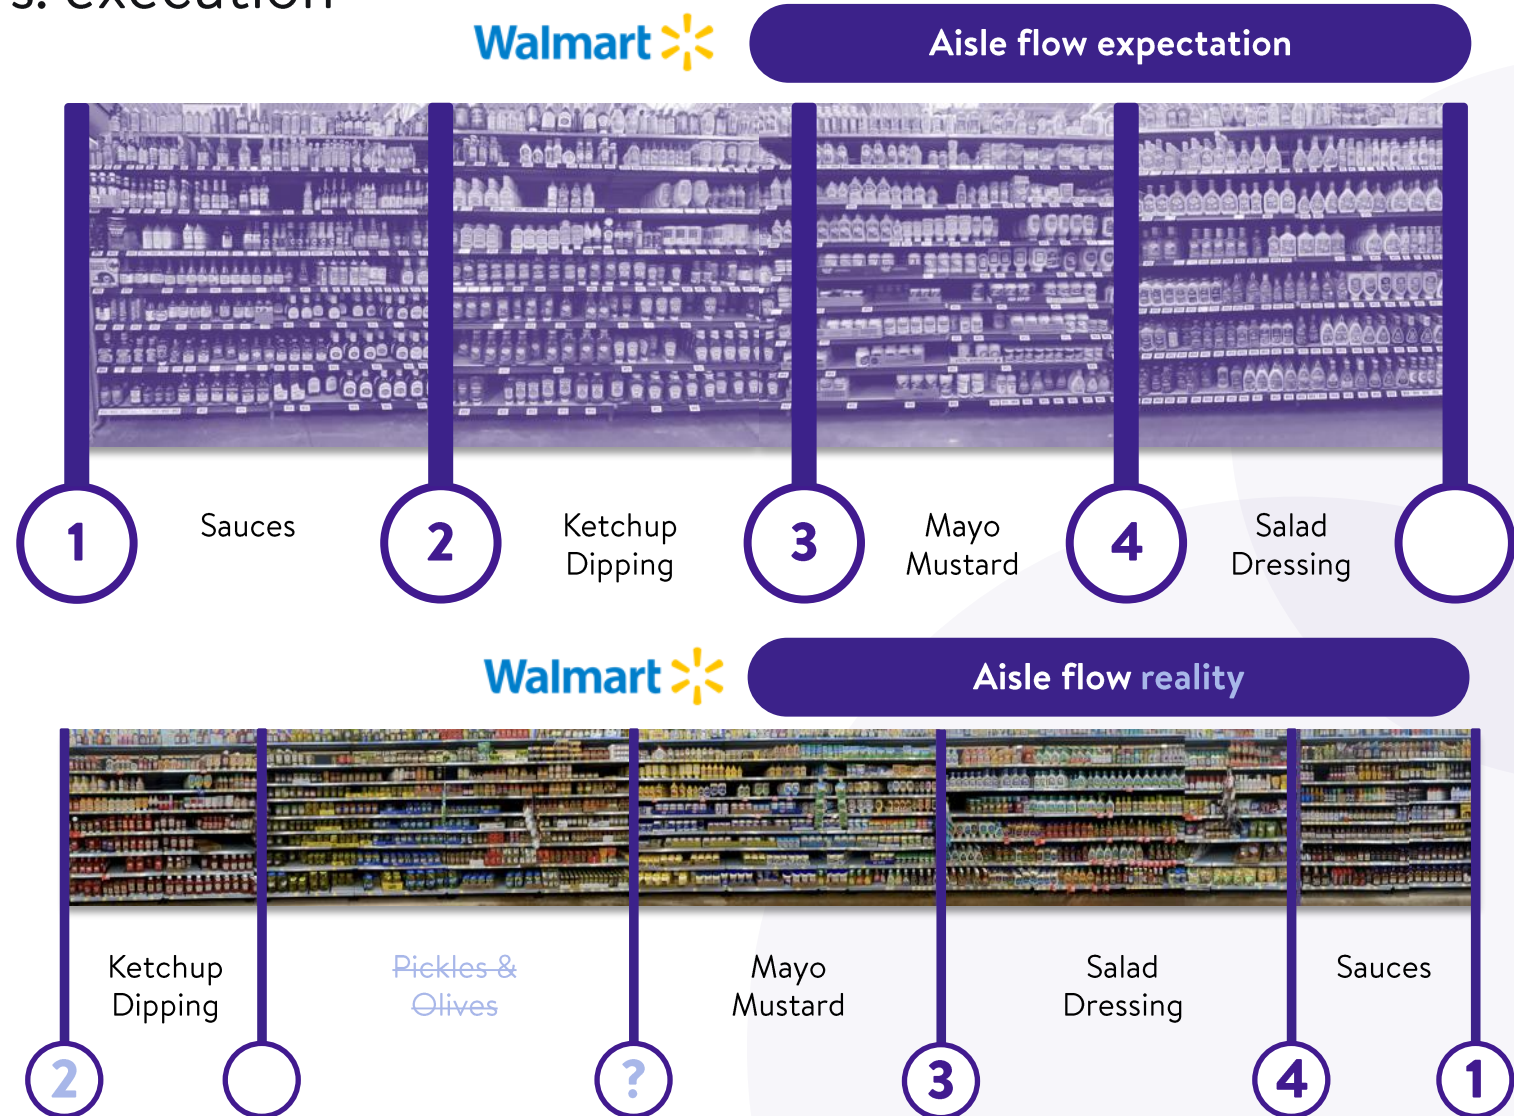 s. execution
Walmart
Aisle flow expectation
1
Sauces
2
Ketchup
Dipping
3
Mayo
Mustard
4
Salad
Dressing
Walmart
Aisle flow reality
Ketchup
Dipping
Pickles &
Olives
Mayo
Mustard
Salad
Dressing
Sauces
2
?
3
4
1